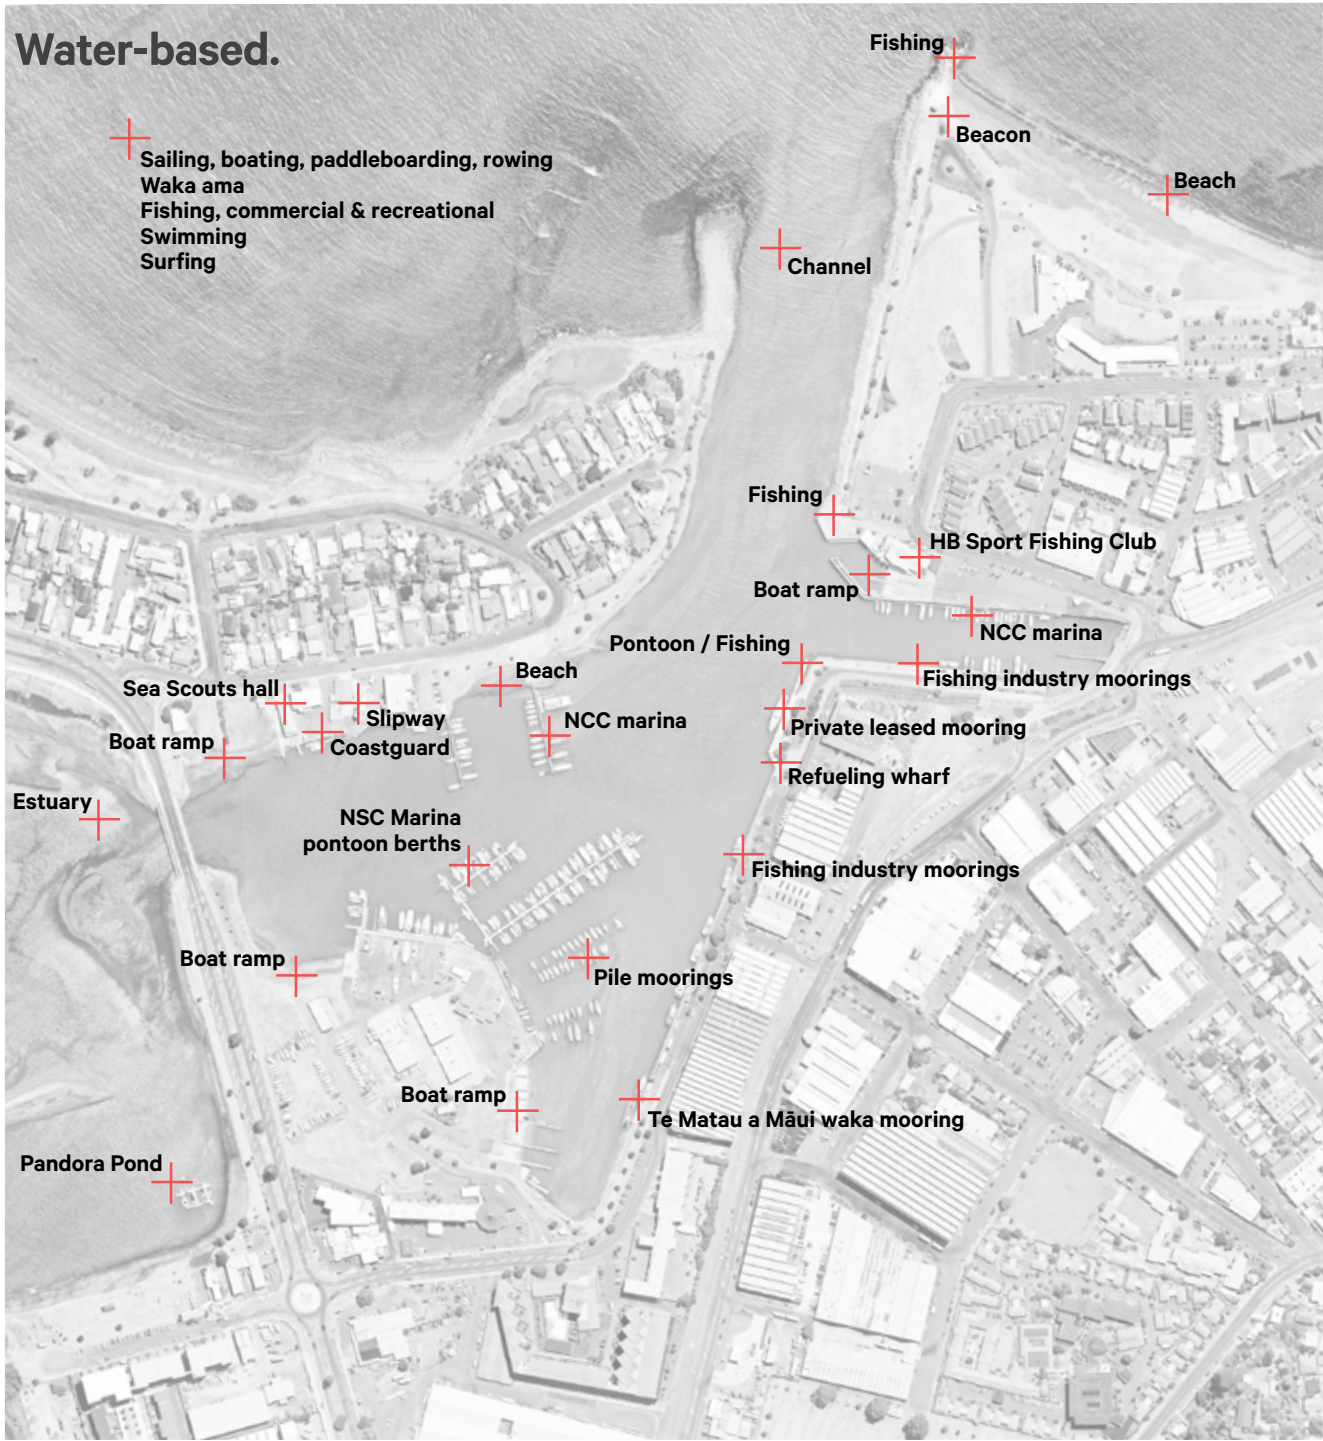 Water-based.
Fishing
Beacon
Sailing, boating, paddleboarding, rowing
Waka ama
Fishing, commercial & recreational
Swimming
Surfing
Beach
Channel
Fishing
HB Sport Fishing Club
Boat ramp
NCC marina
Pontoon / Fishing
Fishing industry moorings
Beach
Sea Scouts hall
Slipway
NCC marina
Private leased mooring
Boat ramp
Coastguard
Refueling wharf
Estuary
NSC Marina
pontoon berths
Fishing industry moorings
Boat ramp
Pile moorings
Boat ramp
Te Matau a Māui waka mooring
Pandora Pond